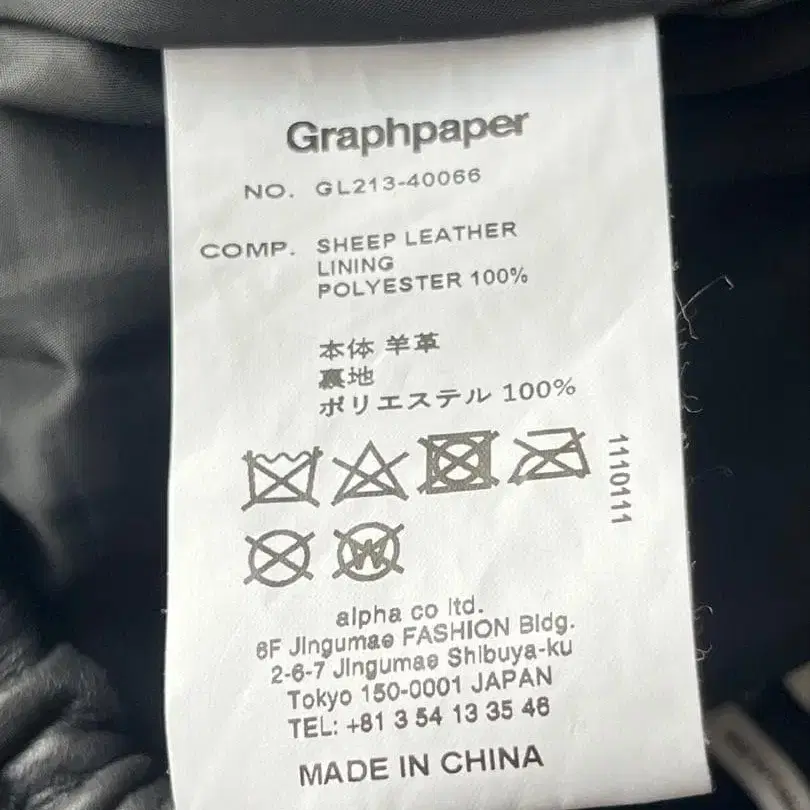 Graphpaper
NO. GL213-40066
COMP. SHEEP LEATHER
LINING
POLYESTER 100%
本体 羊革
裏地
ポリエステル 100%
1110111
W
alpha co ltd.
6F Jingumae FASHION Bldg.
2-6-7 Jingumae Shibuya-ku
Tokyo 150-0001 JAPAN
TEL: +81 3 54 13 35 46
MADE IN CHINA